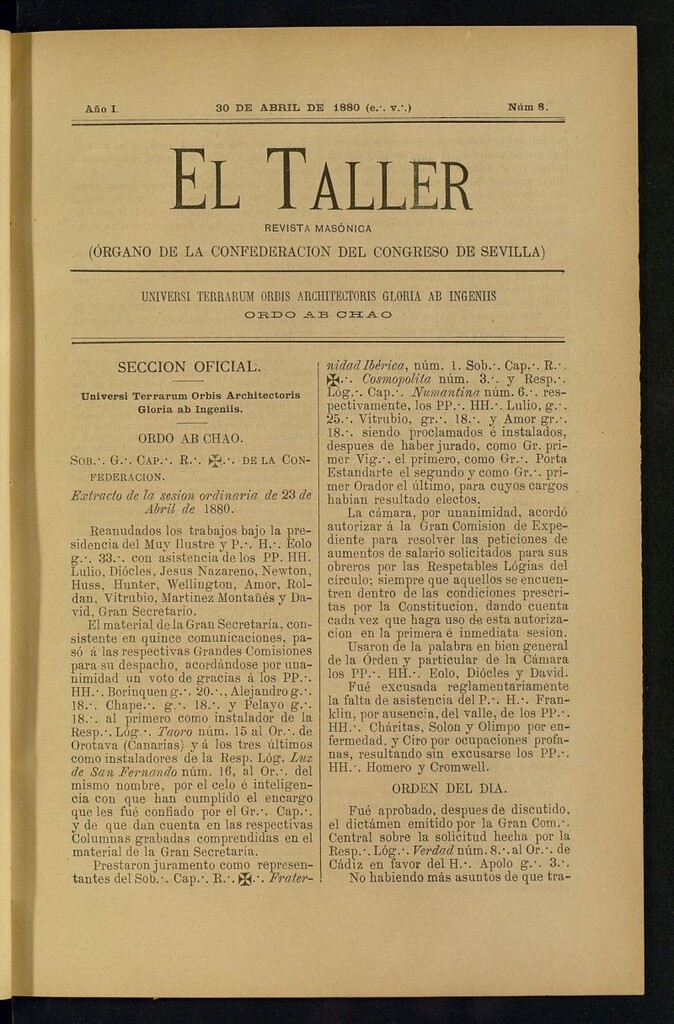 Año I.
30 DE ABRIL DE 1880 (e.·. v.·.)
Núm 8.
EL TALLER
REVISTA MASÓNICA
(ÓRGANO DE LA CONFEDERACION DEL CONGRESO DE SEVILLA)
UNIVERSI TERRARUM ORBIS ARCHITECTORIS GLORIA AB INGENIIS
ORDO AB CHAO
SECCION OFICIAL.
Universi Terrarum Orbis Architectoris
Gloria ab Ingeniis.
ORDO AB CHAO.
SOB.·. G.·. CAP.·. R.·. ✠.·. DE LA CON-
FEDERACION.
Extracto de la sesion ordinaria de 23 de
Abril de 1880.
Reanudados los trabajos bajo la pre-
sidencia del Muy Ilustre y P.·. H.·. Eolo
g.·. 33.·. con asistencia de los PP. HH.
Lulio, Diócles, Jesus Nazareno, Newton,
Huss, Hunter, Wellington, Amor, Rol-
dan, Vitrubio, Martinez Montañés y Da-
vid, Gran Secretario.
El material de la Gran Secretaría, con-
sistente en quince comunicaciones, pa-
só á las respectivas Grandes Comisiones
para su despacho, acordándose por una-
nimidad un voto de gracias á los PP.·.
HH.·. Borinquen g.·. 20.·., Alejandro g.·.
18.·. Chape.·. g.·. 18.·. y Pelayo g.·.
18.·. al primero como instalador de la
Resp.·. Lóg.·. Taoro núm. 15 al Or.·. de
Orotava (Canarias) y á los tres últimos
como instaladores de la Resp. Lóg. Luz
de San Fernando núm. 16, al Or.·. del
mismo nombre, por el celo é inteligen-
cia con que han cumplido el encargo
que les fué confiado por el Gr.·. Cap.·.
y de que dan cuenta en las respectivas
Columnas grabadas comprendidas en el
material de la Gran Secretaría.
Prestaron juramento como represen-
tantes del Sob.·. Cap.·. R.·. ✠.·. Frater-
nidad Ibérica, núm. 1. Sob.·. Cap.·. R.·.
✠.·. Cosmopolita núm. 3.·. y Resp.·.
Lóg.·. Cap.·. Numantina núm. 6.·. res-
pectivamente, los PP.·. HH.·. Lulio, g.·.
25.·. Vitrubio, gr.·. 18.·. y Amor gr.·.
18.·. siendo proclamados é instalados,
despues de haber jurado, como Gr. pri-
mer Vig.·. el primero, como Gr.·. Porta
Estandarte el segundo y como Gr.·. pri-
mer Orador el último, para cuyos cargos
habian resultado electos.
La cámara, por unanimidad, acordó
autorizar á la Gran Comision de Expe-
diente para resolver las peticiones de
aumentos de salario solicitados para sus
obreros por las Respetables Lógias del
círculo; siempre que aquellos se encuen-
tren dentro de las condiciones prescri-
tas por la Constitucion, dando cuenta
cada vez que haga uso de esta autoriza-
cion en la primera é inmediata sesion.
Usaron de la palabra en bien general
de la Órden y particular de la Cámara
los PP.·. HH.·. Eolo, Diócles y David.
Fué excusada reglamentariamente
la falta de asistencia del P.·. H.·. Fran-
klin, por ausencia, del valle, de los PP.·.
HH.·. Cháritas, Solon y Olimpo por en-
fermedad, y Ciro por ocupaciones profa-
nas, resultando sin excusarse los PP.·.
HH.·. Homero y Cromwell.
ORDEN DEL DIA.
Fué aprobado, despues de discutido,
el dictámen emitido por la Gran Com.·.
Central sobre la solicitud hecha por la
Resp.·. Lóg.·. Verdad núm. 8.·. al Or.·. de
Cádiz en favor del H.·. Apolo g.·. 3.·.
No habiendo más asuntos de que tra-